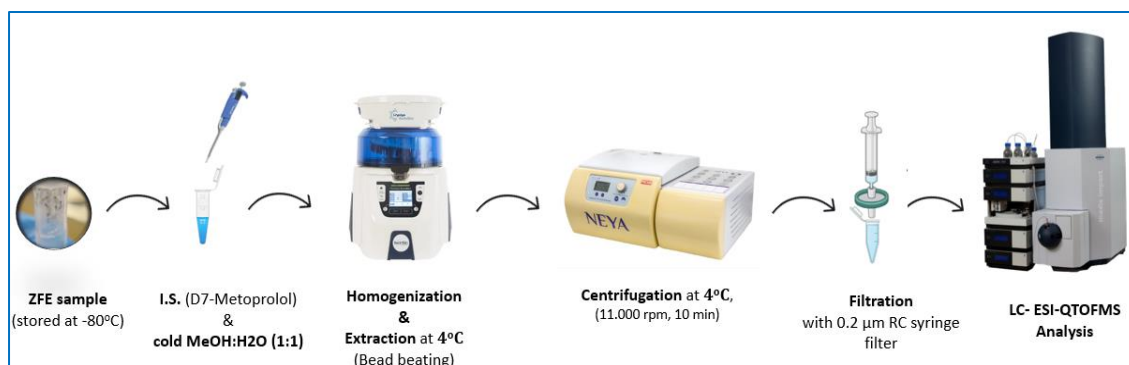 NEYA
ZFE sample
(stored at -80°C)
I.S. (D7-Metoprolol)
&
cold MeOH:H2O (1:1)
Homogenization
&
Extraction at 4°C
(Bead beating)
Centrifugation at 4°C,
(11.000 rpm, 10 min)
Filtration
with 0.2 μm RC syringe
filter
LC- ESI-QTOFMS
Analysis